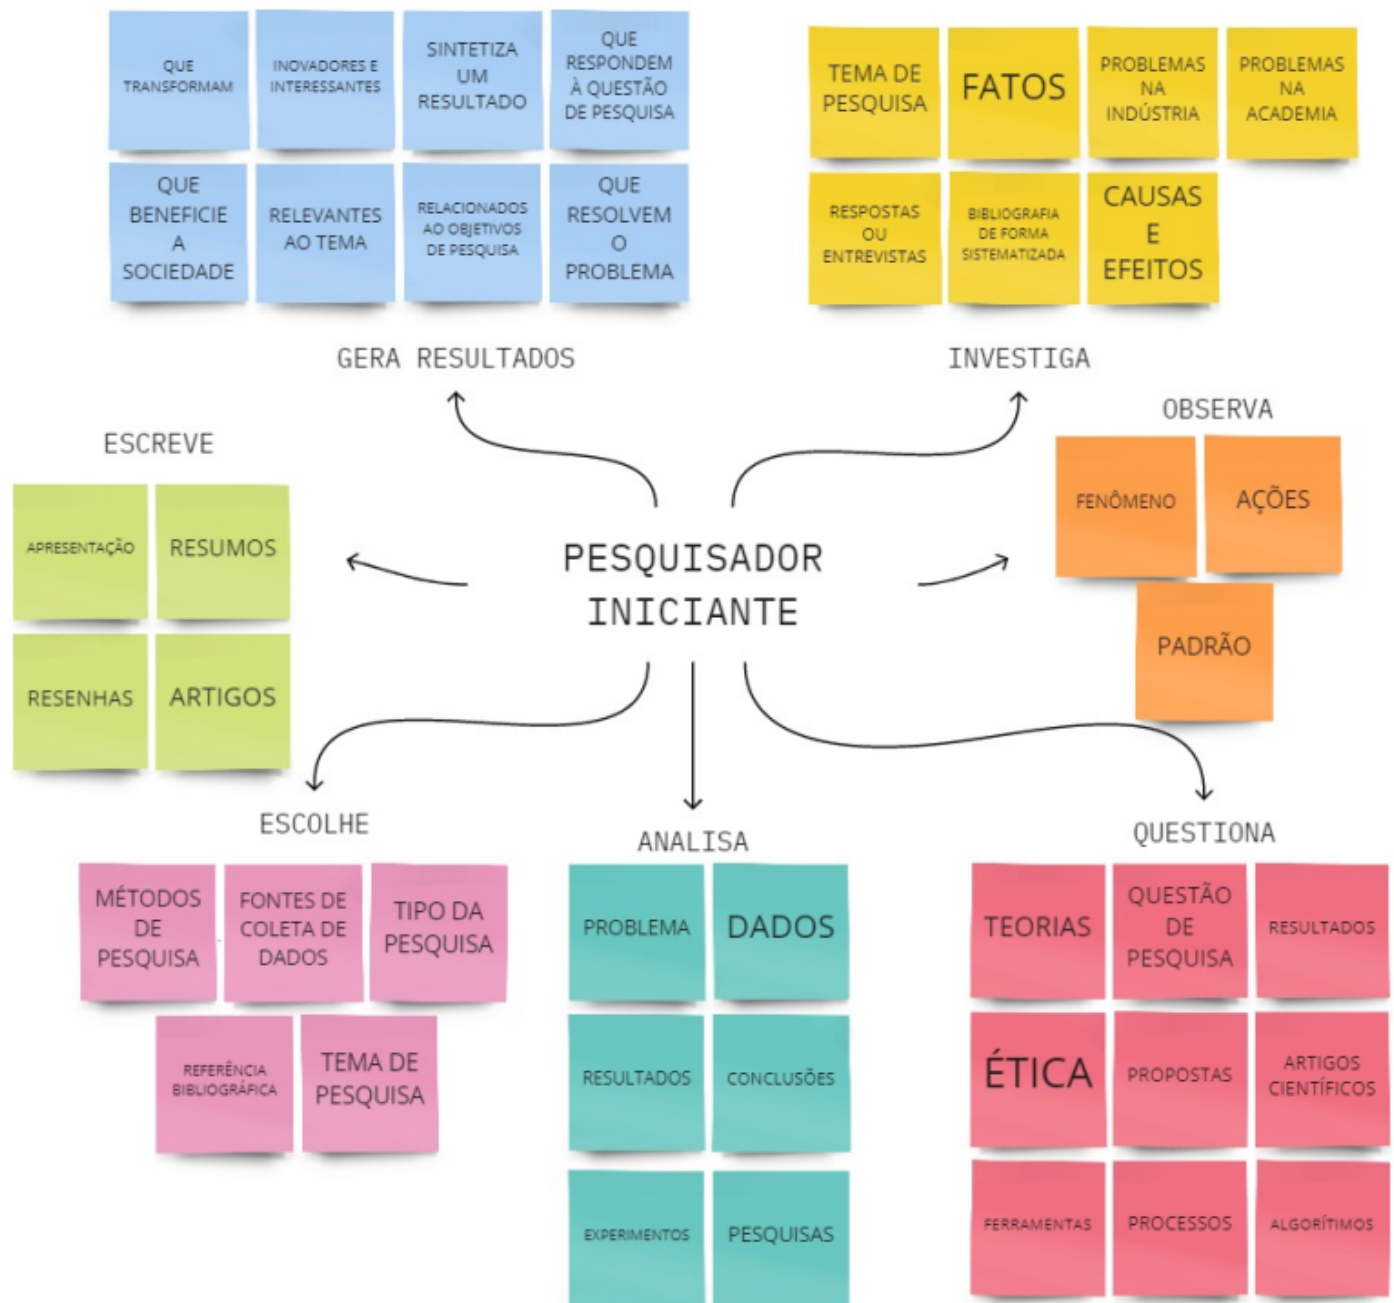 QUE
TRANSFORMAM
INOVADORES E
INTERESSANTES
SINTETIZA
UM
RESULTADO
QUE
RESPONDEM
À QUESTÃO
DE PESQUISA
QUE
BENEFICIE
A
SOCIEDADE
RELEVANTES
AO TEMA
RELACIONADOS
AO OBJETIVOS
DE PESQUISA
QUE
RESOLVEM
O
PROBLEMA
GERA RESULTADOS
TEMA DE
PESQUISA
FATOS
PROBLEMAS
NA
INDÚSTRIA
PROBLEMAS
NA
ACADEMIA
RESPOSTAS
OU
ENTREVISTAS
BIBLIOGRAFIA
DE FORMA
SISTEMATIZADA
CAUSAS
E
EFEITOS
INVESTIGA
OBSERVA
FENÔMENO
AÇÕES
PADRÃO
ESCREVE
APRESENTAÇÃO
RESUMOS
RESENHAS
ARTIGOS
PESQUISADOR
INICIANTE
ESCOLHE
MÉTODOS
DE
PESQUISA
FONTES DE
COLETA DE
DADOS
TIPO DA
PESQUISA
REFERÊNCIA
BIBLIOGRÁFICA
TEMA DE
PESQUISA
ANALISA
PROBLEMA
DADOS
RESULTADOS
CONCLUSÕES
EXPERIMENTOS
PESQUISAS
QUESTIONA
TEORIAS
QUESTÃO
DE
PESQUISA
RESULTADOS
ÉTICA
PROPOSTAS
ARTIGOS
CIENTÍFICOS
FERRAMENTAS
PROCESSOS
ALGORÍTIMOS